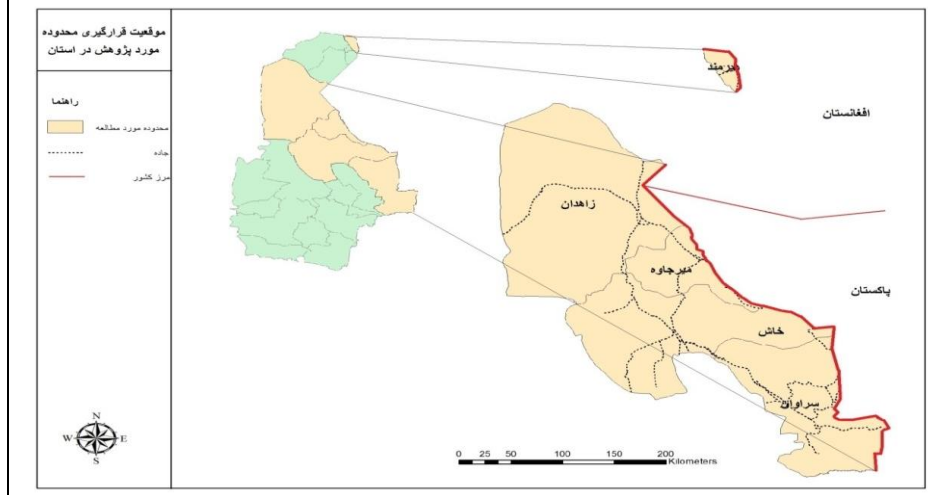 موقعیت قرارگیری محدوده
مورد پژوهش در استان
راهنما
محدوده مورد مطالعه
جاده
مرز کشور
هیرمند
افغانستان
زاهدان
میرجاوه
پاکستان
خاش
سراوان
N
W E
S
0 25 50 100 150 200
Kilometers